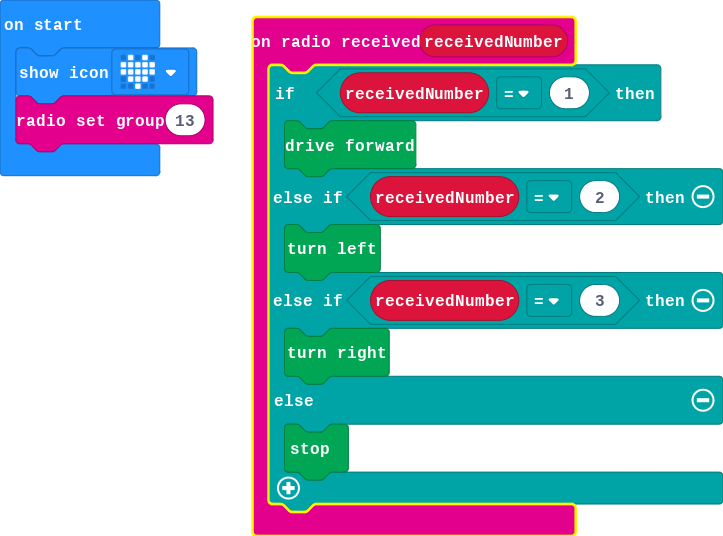 on start
show icon
radio set group 13
on radio received receivedNumber
if receivedNumber = 1 then
drive forward
else if receivedNumber = 2 then
turn left
else if receivedNumber = 3 then
turn right
else
stop